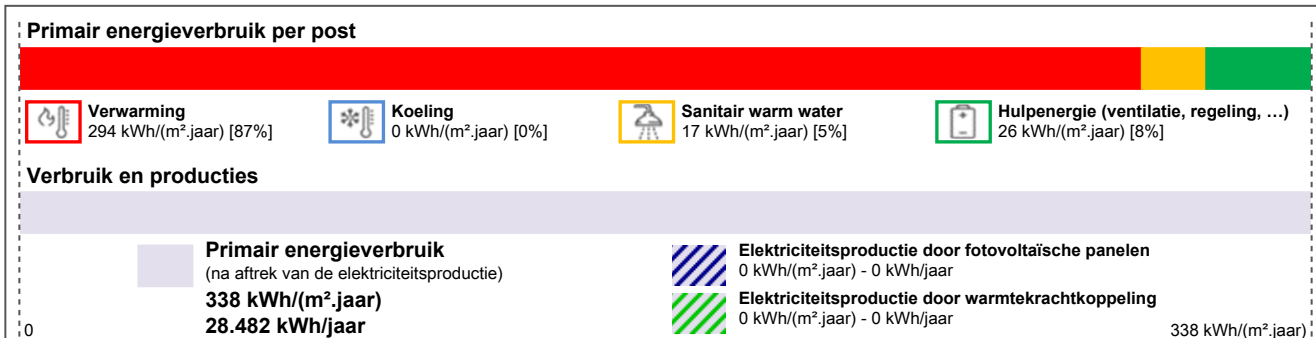 Primair energieverbruik per post
Verwarming
294 kWh/(m².jaar) [87%]
Koeling
0 kWh/(m².jaar) [0%]
Sanitair warm water
17 kWh/(m².jaar) [5%]
Hulpenergie (ventilatie, regeling, …)
26 kWh/(m².jaar) [8%]
Verbruik en producties
Primair energieverbruik
(na aftrek van de elektriciteitsproductie)
338 kWh/(m².jaar)
28.482 kWh/jaar
Elektriciteitsproductie door fotovoltaïsche panelen
0 kWh/(m².jaar) - 0 kWh/jaar
Elektriciteitsproductie door warmtekrachtkoppeling
0 kWh/(m².jaar) - 0 kWh/jaar
0
338 kWh/(m².jaar)